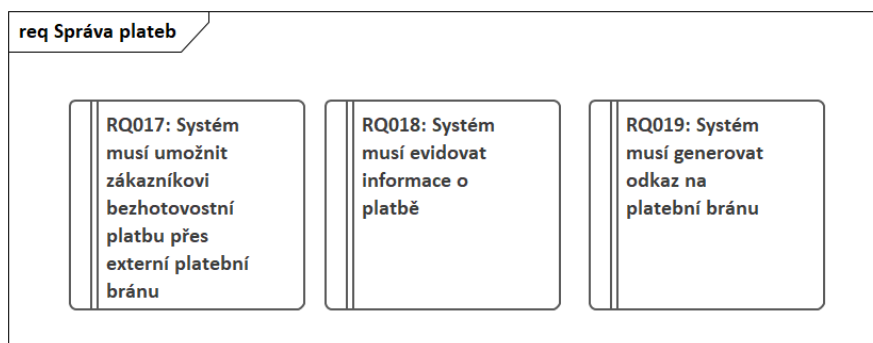 req Správa plateb
RQ017: Systém
musí umožnit
zákazníkovi
bezhotovostní
platbu přes
externí platební
bránu
RQ018: Systém
musí evidovat
informace o
platbě
RQ019: Systém
musí generovat
odkaz na
platební bránu